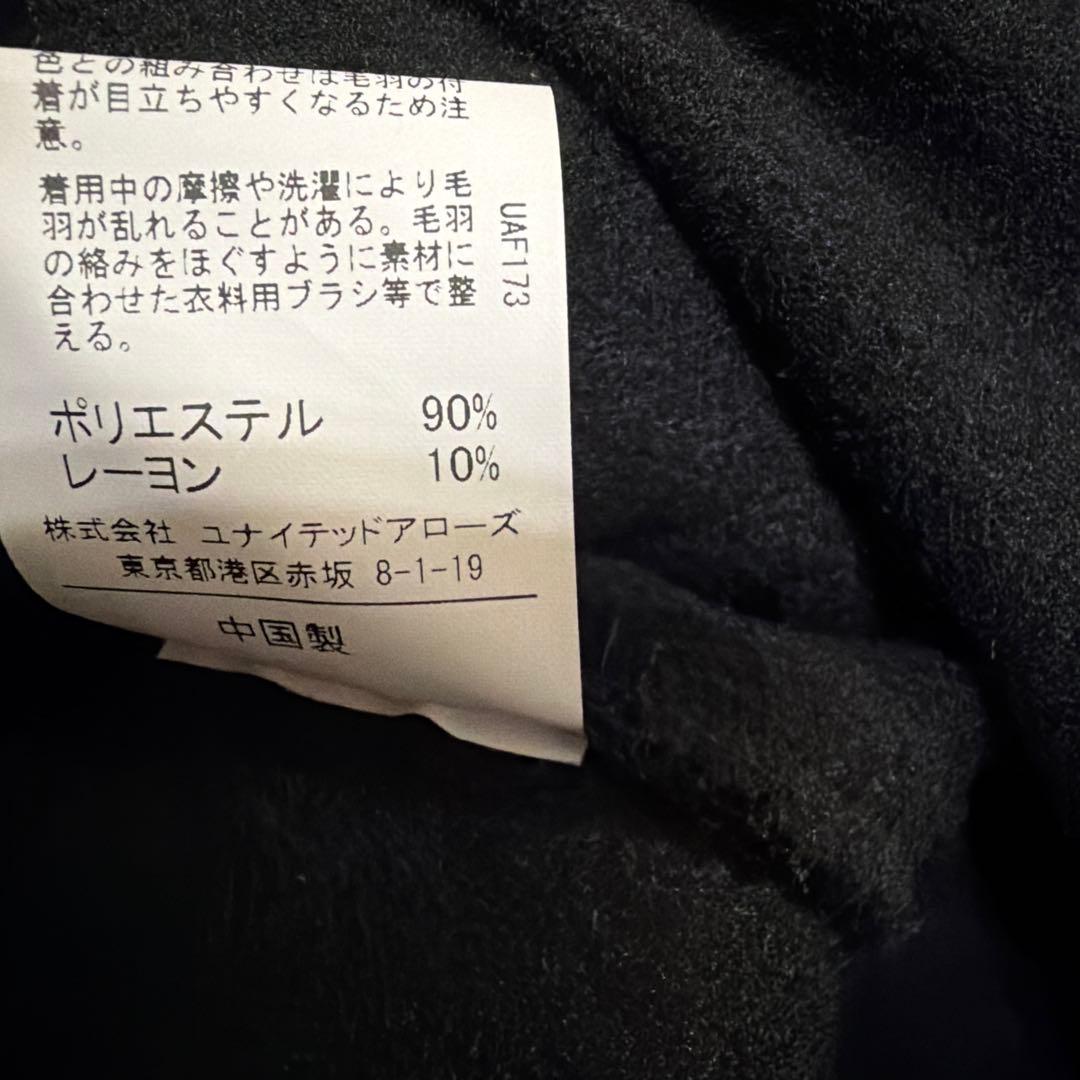 色との組み合わせは毛羽の付
着が目立ちやすくなるため注
意。
着用中の摩擦や洗濯により毛
羽が乱れることがある。毛羽
の絡みをほぐすように素材に
合わせた衣料用ブラシ等で整
える。
UAF173
ポリエステル 90%
レーヨン 10%
株式会社 ユナイテッドアローズ
東京都港区赤坂 8-1-19
中国製